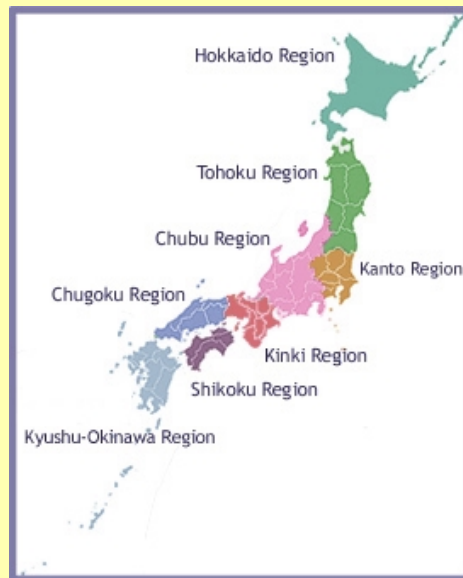 Hokkaido Region
Tohoku Region
Chubu Region
Kanto Region
Chugoku Region
Kinki Region
Shikoku Region
Kyushu-Okinawa Region